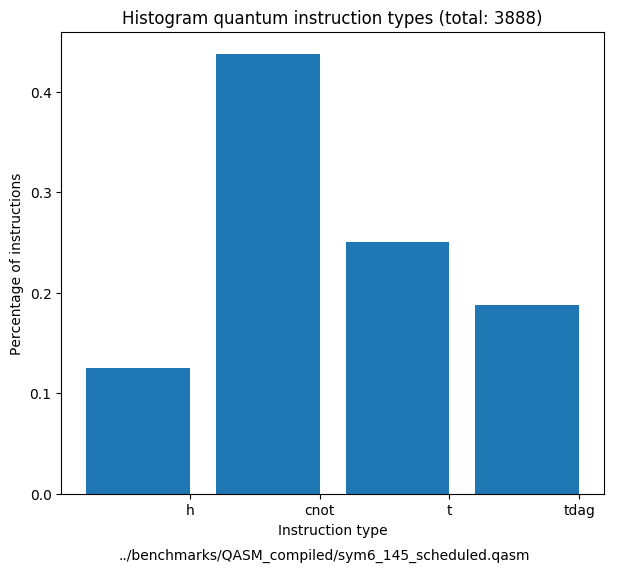 Histogram quantum instruction types (total: 3888)
Percentage of instructions
0.4
0.3
0.2
0.1
0.0
h cnot t tdag
Instruction type
../benchmarks/QASM_compiled/sym6_145_scheduled.qasm